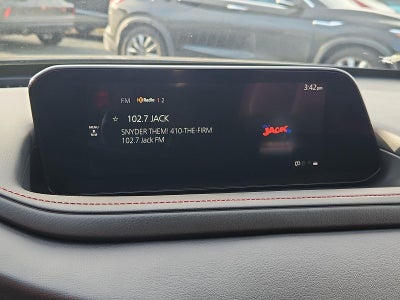 3:42pm
FM HD Radio 1 2
☆ 102.7 JACK
MENU
SNYDER THEM! 410-THE-FIRM
102.7 Jack FM
JACK